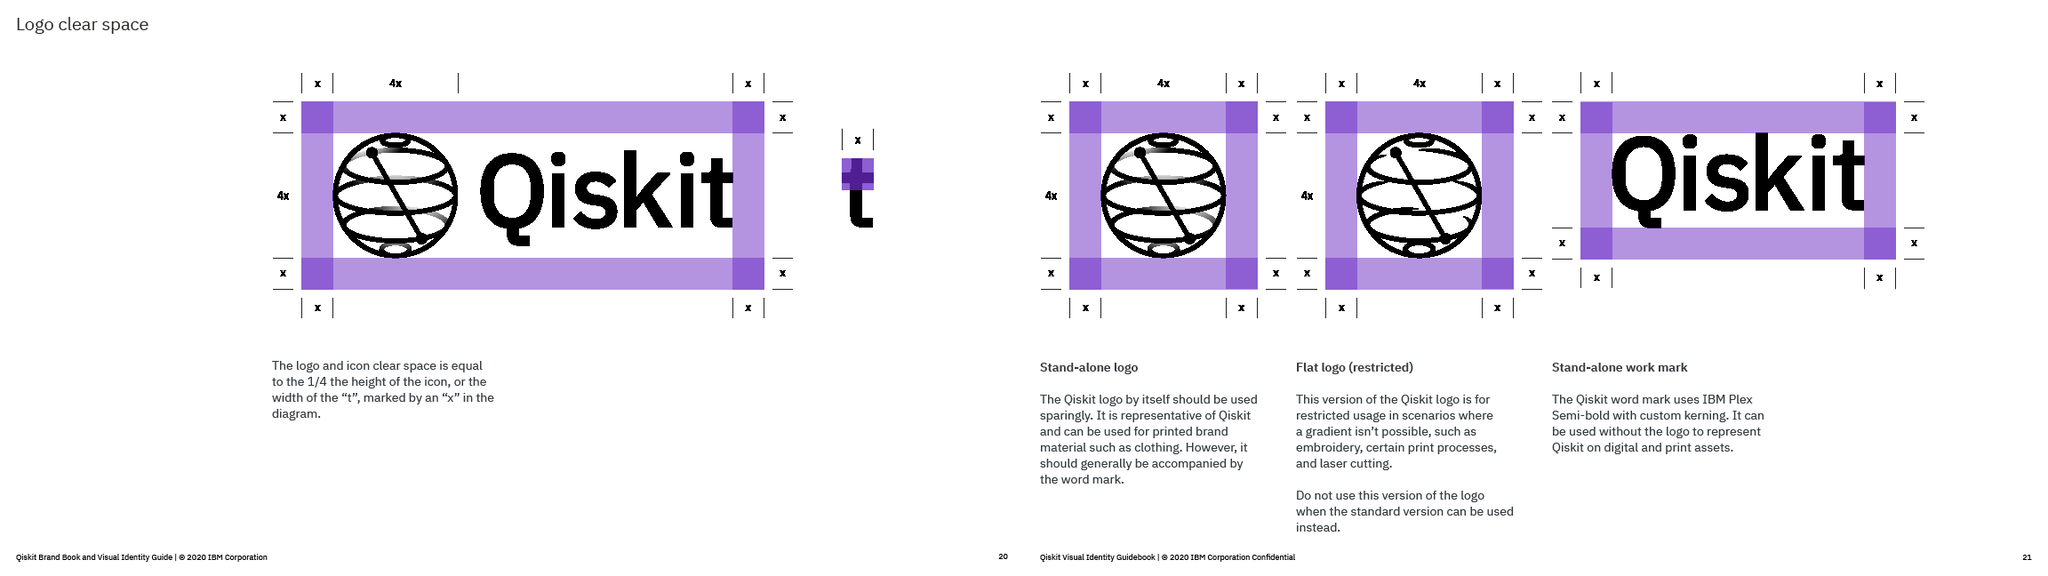 Logo clear space
x 4x x
x x
x
4x
Qiskit
t
x x
x x
x 4x x
x x
4x
x x
x x
x 4x x
x x
4x
x x
x x
x x
x x
Qiskit
x x
x x
The logo and icon clear space is equal
to the 1/4 the height of the icon, or the
width of the “t”, marked by an “x” in the
diagram.
Stand-alone logo
The Qiskit logo by itself should be used
sparingly. It is representative of Qiskit
and can be used for printed brand
material such as clothing. However, it
should generally be accompanied by
the word mark.
Flat logo (restricted)
This version of the Qiskit logo is for
restricted usage in scenarios where
a gradient isn’t possible, such as
embroidery, certain print processes,
and laser cutting.
Do not use this version of the logo
when the standard version can be used
instead.
Stand-alone work mark
The Qiskit word mark uses IBM Plex
Semi-bold with custom kerning. It can
be used without the logo to represent
Qiskit on digital and print assets.
Qiskit Brand Book and Visual Identity Guide | © 2020 IBM Corporation
20
Qiskit Visual Identity Guidebook | © 2020 IBM Corporation Confidential
21